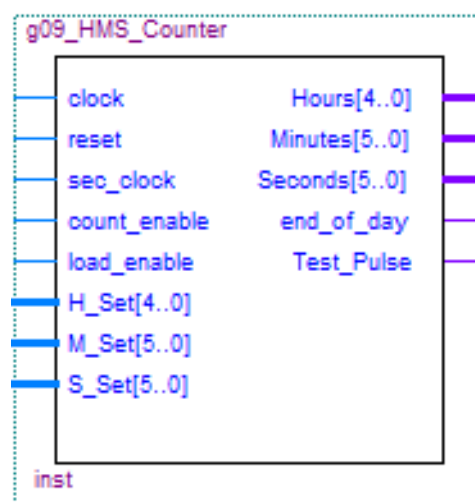 g09_HMS_Counter
clock Hours[4..0]
reset Minutes[5..0]
sec_clock Seconds[5..0]
count_enable end_of_day
load_enable Test_Pulse
H_Set[4..0]
M_Set[5..0]
S_Set[5..0]
inst